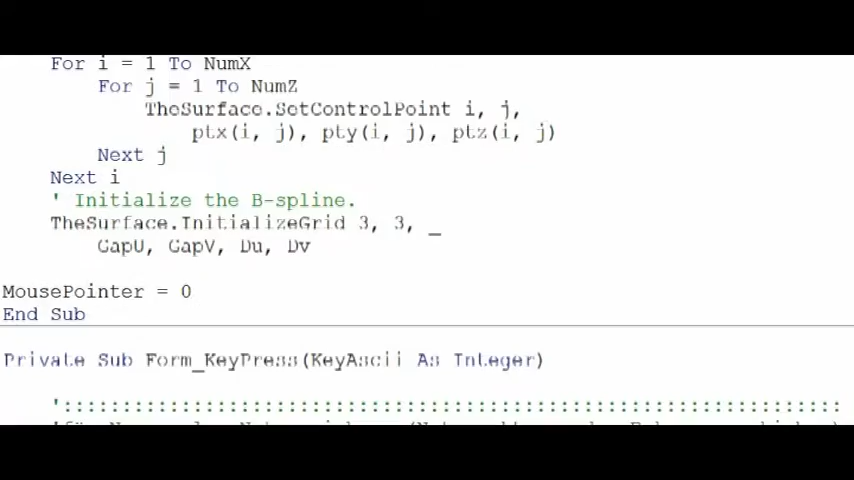 For i = 1 To NumX
For j = 1 To NumZ
TheSurface.SetControlPoint i, j,
ptx(i, j), pty(i, j), ptz(i, j)
Next j
Next i
' Initialize the B-spline.
TheSurface.InitializeGrid 3, 3, _
GapU, GapV, Du, Dv
MousePointer = 0
End Sub
Private Sub Form_KeyPress(KeyAscii As Integer)
'::::::::::::::::::::::::::::::::::::::::::::::::::::::::::::::::::